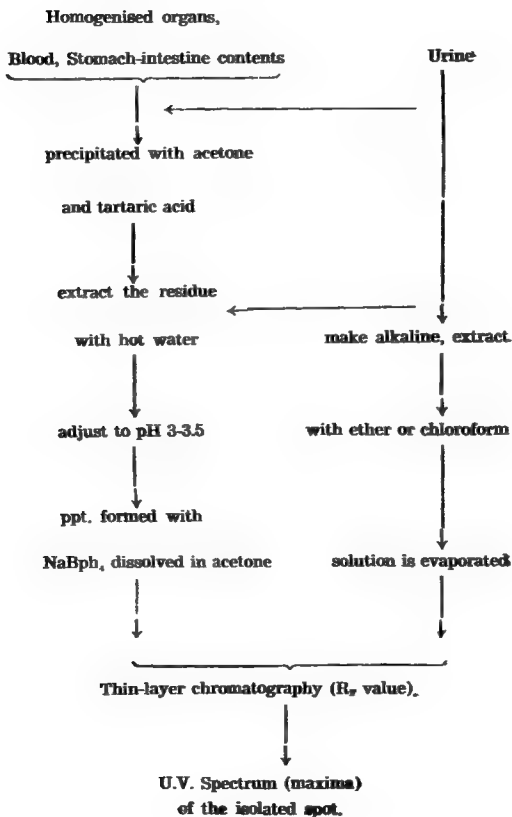 Homogenised organs,
Blood, Stomach-intestine contents
Urine
precipitated with acetone
and tartaric acid
extract the residue
with hot water
make alkaline, extract
adjust to pH 3-3.5
with ether or chloroform
ppt. formed with
NaBph₄ dissolved in acetone
solution is evaporated
Thin-layer chromatography (R_F value).
U.V. Spectrum (maxima)
of the isolated spot.